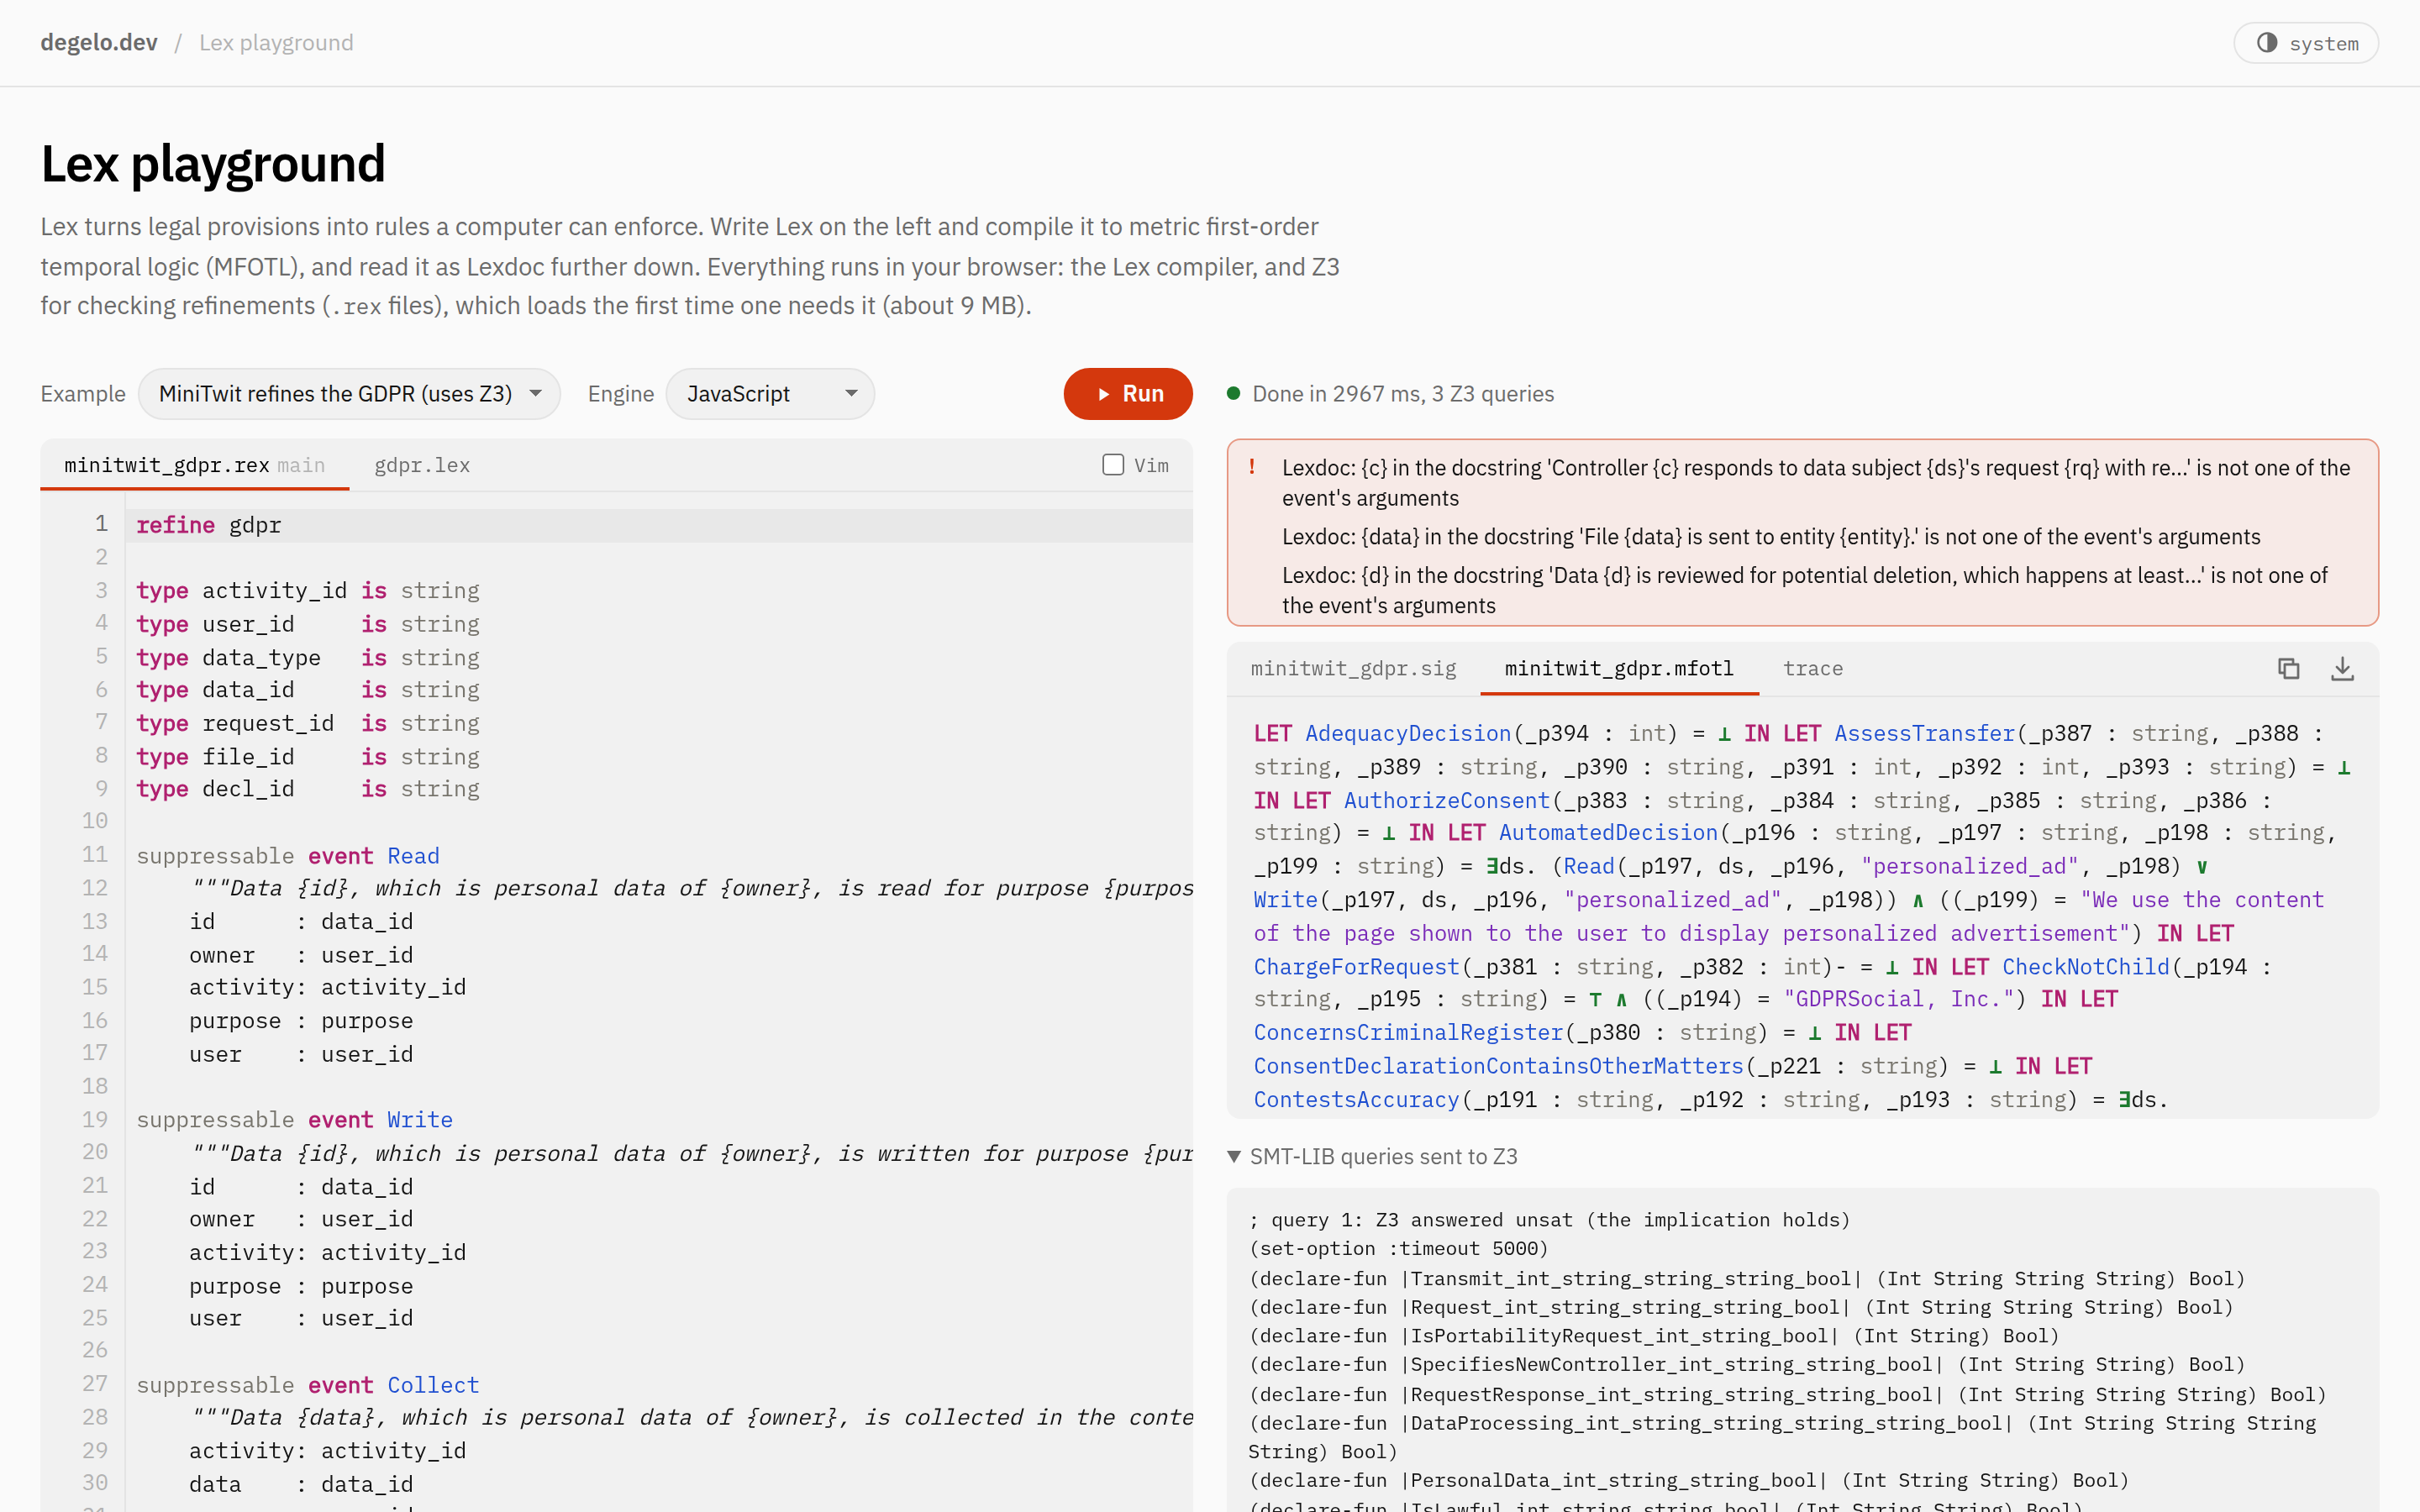 degelo.dev / Lex playground
system
Lex playground
Lex turns legal provisions into rules a computer can enforce. Write Lex on the left and compile it to metric first-order
temporal logic (MFOTL), and read it as Lexdoc further down. Everything runs in your browser: the Lex compiler, and Z3
for checking refinements (.rex files), which loads the first time one needs it (about 9 MB).
Example MiniTwit refines the GDPR (uses Z3) Engine JavaScript Run
minitwit_gdpr.rex main gdpr.lex Vim
1 refine gdpr
2
3 type activity_id is string
4 type user_id     is string
5 type data_type   is string
6 type data_id     is string
7 type request_id  is string
8 type file_id     is string
9 type decl_id     is string
10
11 suppressable event Read
12     """Data {id}, which is personal data of {owner}, is read for purpose {purpos
13     id      : data_id
14     owner   : user_id
15     activity: activity_id
16     purpose : purpose
17     user    : user_id
18
19 suppressable event Write
20     """Data {id}, which is personal data of {owner}, is written for purpose {pur
21     id      : data_id
22     owner   : user_id
23     activity: activity_id
24     purpose : purpose
25     user    : user_id
26
27 suppressable event Collect
28     """Data {data}, which is personal data of {owner}, is collected in the conte
29     activity: activity_id
30     data    : data_id
Done in 2967 ms, 3 Z3 queries
! Lexdoc: {c} in the docstring 'Controller {c} responds to data subject {ds}'s request {rq} with re...' is not one of the
event's arguments
Lexdoc: {data} in the docstring 'File {data} is sent to entity {entity}.' is not one of the event's arguments
Lexdoc: {d} in the docstring 'Data {d} is reviewed for potential deletion, which happens at least...' is not one of
the event's arguments
minitwit_gdpr.sig minitwit_gdpr.mfotl trace
LET AdequacyDecision(_p394 : int) = ⊥ IN LET AssessTransfer(_p387 : string, _p388 :
string, _p389 : string, _p390 : string, _p391 : int, _p392 : int, _p393 : string) = ⊥
IN LET AuthorizeConsent(_p383 : string, _p384 : string, _p385 : string, _p386 :
string) = ⊥ IN LET AutomatedDecision(_p196 : string, _p197 : string, _p198 : string,
_p199 : string) = ∃ds. (Read(_p197, ds, _p196, "personalized_ad", _p198) ∨
Write(_p197, ds, _p196, "personalized_ad", _p198)) ∧ ((_p199) = "We use the content
of the page shown to the user to display personalized advertisement") IN LET
ChargeForRequest(_p381 : string, _p382 : int)- = ⊥ IN LET CheckNotChild(_p194 :
string, _p195 : string) = ⊤ ∧ ((_p194) = "GDPRSocial, Inc.") IN LET
ConcernsCriminalRegister(_p380 : string) = ⊥ IN LET
ConsentDeclarationContainsOtherMatters(_p221 : string) = ⊥ IN LET
ContestsAccuracy(_p191 : string, _p192 : string, _p193 : string) = ∃ds.
▼ SMT-LIB queries sent to Z3
; query 1: Z3 answered unsat (the implication holds)
(set-option :timeout 5000)
(declare-fun |Transmit_int_string_string_string_bool| (Int String String String) Bool)
(declare-fun |Request_int_string_string_string_bool| (Int String String String) Bool)
(declare-fun |IsPortabilityRequest_int_string_bool| (Int String) Bool)
(declare-fun |SpecifiesNewController_int_string_string_bool| (Int String String) Bool)
(declare-fun |RequestResponse_int_string_string_string_bool| (Int String String String) Bool)
(declare-fun |DataProcessing_int_string_string_string_string_bool| (Int String String String
String) Bool)
(declare-fun |PersonalData_int_string_string_bool| (Int String String) Bool)
(declare-fun |IsLawful_int_string_string_bool| (Int String String) Bool)